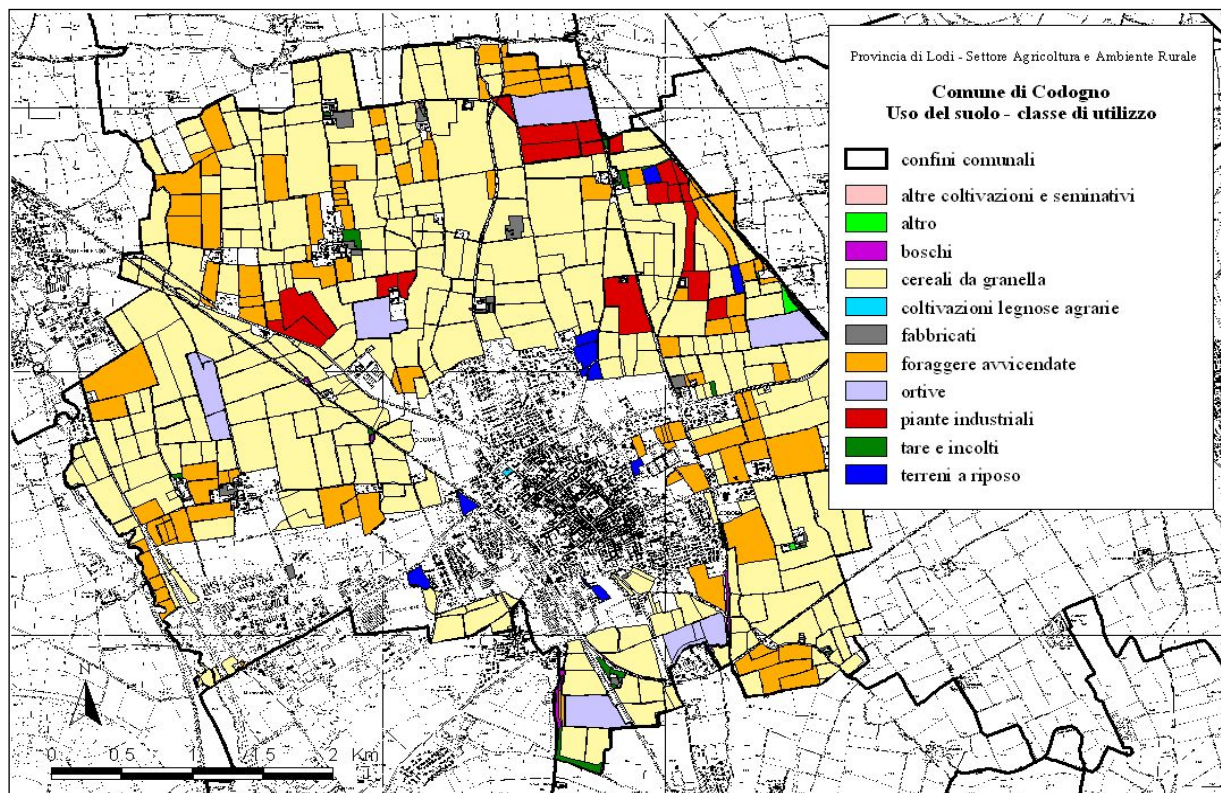 Provincia di Lodi - Settore Agricoltura e Ambiente Rurale
Comune di Codogno
Uso del suolo - classe di utilizzo
confini comunali
altre coltivazioni e seminativi
altro
boschi
cereali da granella
coltivazioni legnose agrarie
fabbricati
foraggere avvicendate
ortive
piante industriali
tare e incolti
terreni a riposo
N
0 0,5 1 1,5 2 Km